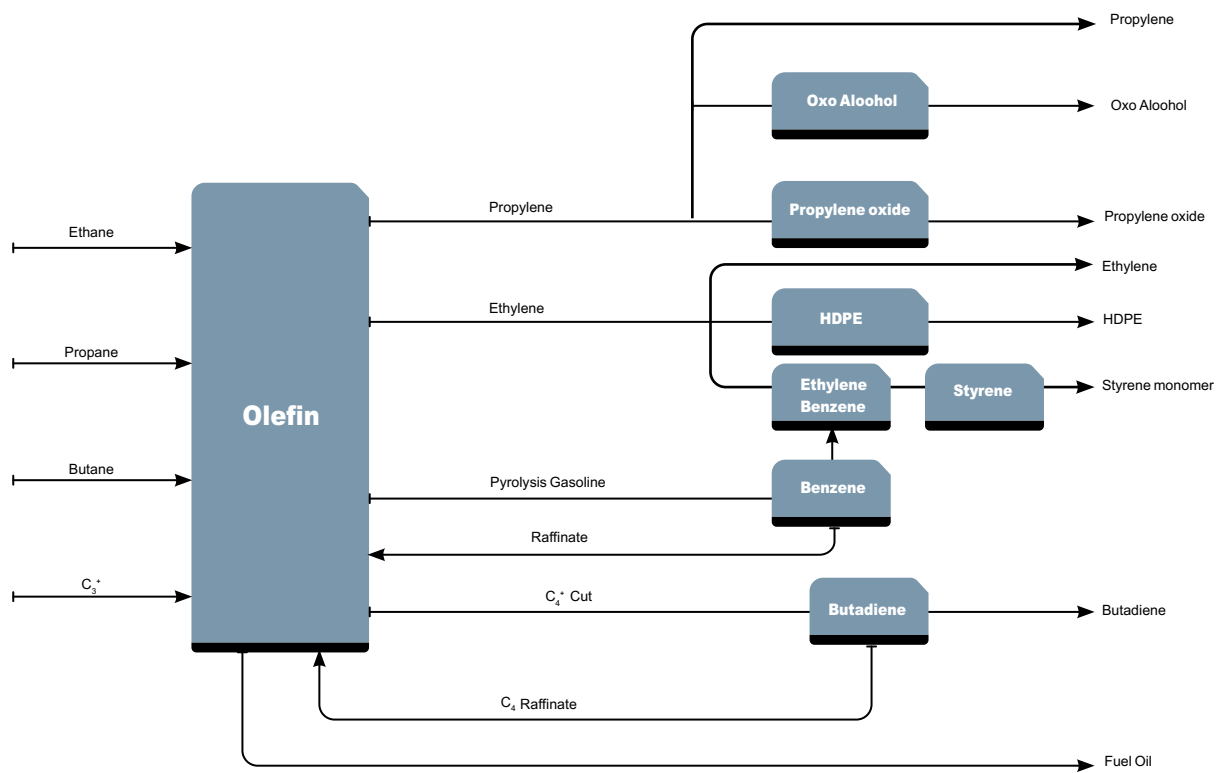 Propylene
Oxo Aloohol
Oxo Aloohol
Propylene
Propylene oxide
Propylene oxide
Ethane
Ethylene
Ethylene
HDPE
HDPE
Propane
Ethylene
Benzene
Styrene
Styrene monomer
Olefin
Butane
Pyrolysis Gasoline
Benzene
Raffinate
C₃⁺
C₄⁺ Cut
Butadiene
Butadiene
C₄ Raffinate
Fuel Oil